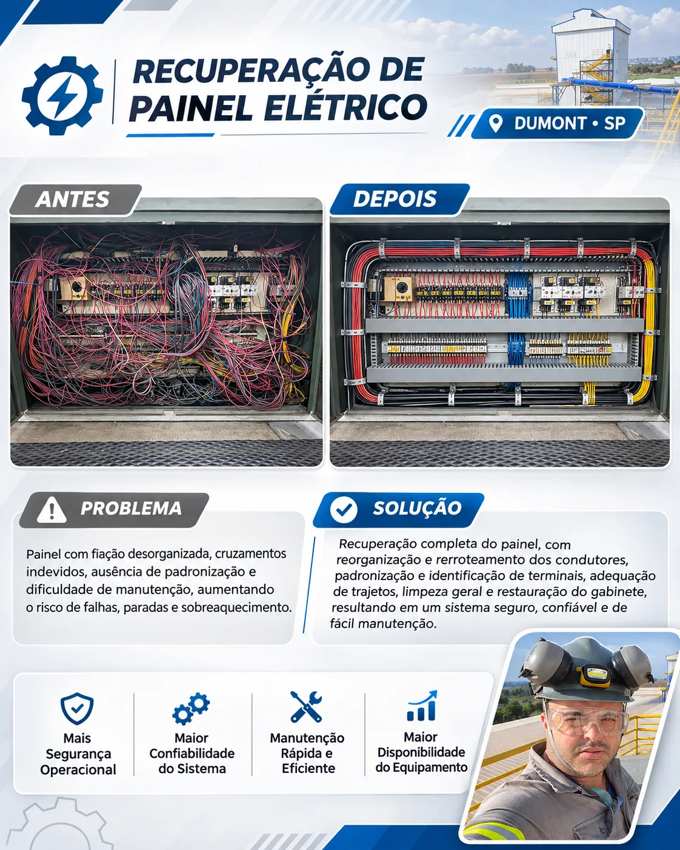 RECUPERAÇÃO DE
PAINEL ELÉTRICO
DUMONT • SP
ANTES
DEPOIS
PROBLEMA
Painel com fiação desorganizada, cruzamentos
indevidos, ausência de padronização e
dificuldade de manutenção, aumentando
o risco de falhas, paradas e sobreaquecimento.
SOLUÇÃO
Recuperação completa do painel, com
reorganização e rerroteamento dos condutores,
padronização e identificação de terminais, adequação
de trajetos, limpeza geral e restauração do gabinete,
resultando em um sistema seguro, confiável e de
fácil manutenção.
Mais
Segurança
Operacional
Maior
Confiabilidade
do Sistema
Manutenção
Rápida e
Eficiente
Maior
Disponibilidade
do Equipamento